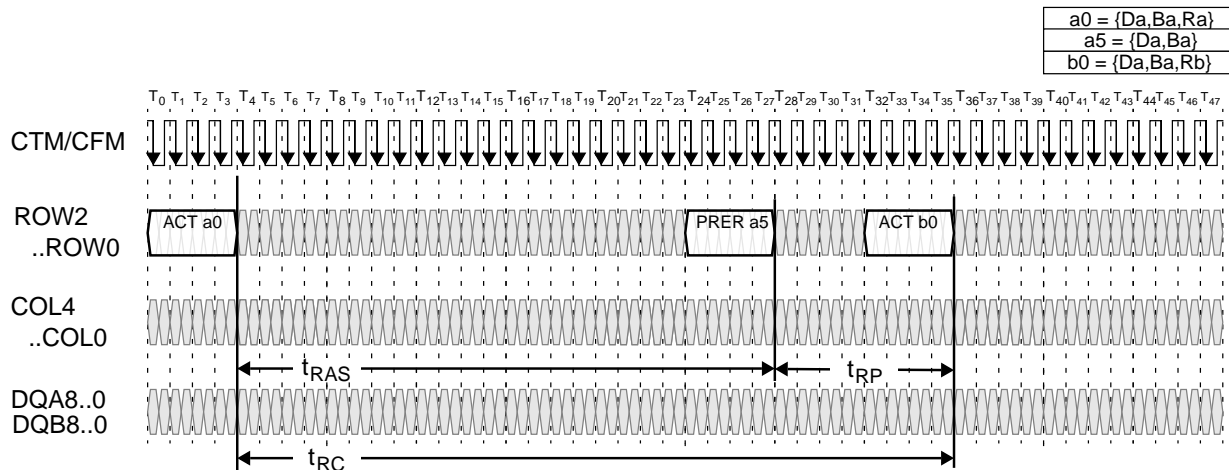 a0 = {Da,Ba,Ra}
a5 = {Da,Ba}
b0 = {Da,Ba,Rb}
T0 T1 T2 T3 T4 T5 T6 T7 T8 T9 T10 T11 T12 T13 T14 T15 T16 T17 T18 T19 T20 T21 T22 T23 T24 T25 T26 T27 T28 T29 T30 T31 T32 T33 T34 T35 T36 T37 T38 T39 T40 T41 T42 T43 T44 T45 T46 T47
CTM/CFM
ROW2
..ROW0
ACT a0
PRER a5
ACT b0
COL4
..COL0
tRAS
tRP
DQA8..0
DQB8..0
tRC